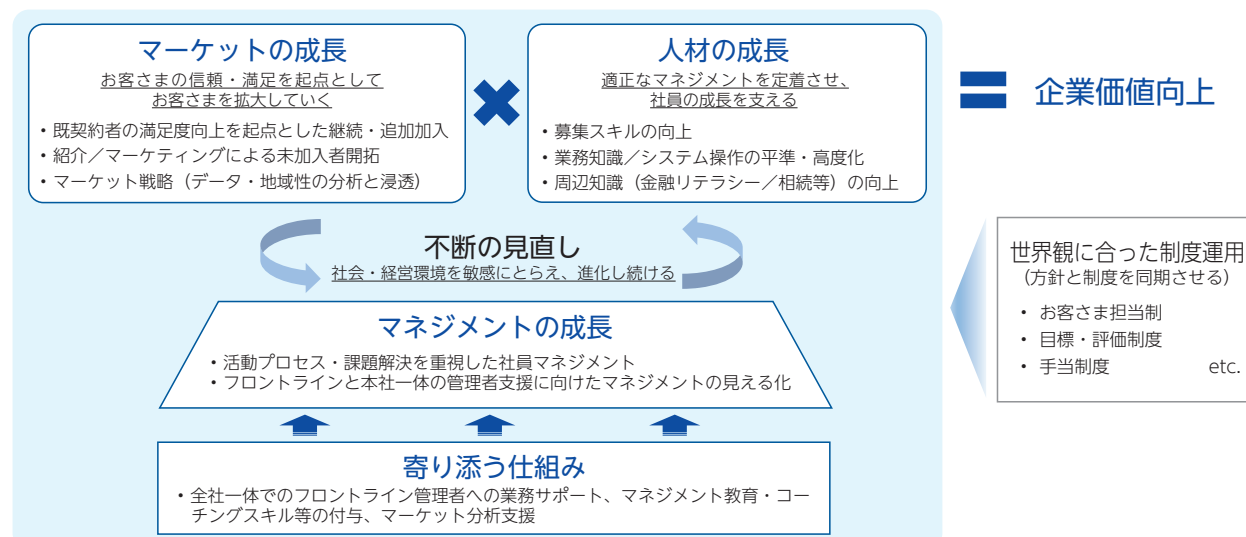 マーケットの成長
お客さまの信頼・満足を起点として
お客さまを拡大していく
・既契約者の満足度向上を起点とした継続・追加加入
・紹介／マーケティングによる未加入者開拓
・マーケット戦略（データ・地域性の分析と浸透）
人材の成長
適正なマネジメントを定着させ、
社員の成長を支える
・募集スキルの向上
・業務知識／システム操作の平準・高度化
・周辺知識（金融リテラシー／相続等）の向上
企業価値向上
不断の見直し
社会・経営環境を敏感にとらえ、進化し続ける
マネジメントの成長
・活動プロセス・課題解決を重視した社員マネジメント
・フロントラインと本社一体の管理者支援に向けたマネジメントの見える化
寄り添う仕組み
・全社一体でのフロントライン管理者への業務サポート、マネジメント教育・コー
チングスキル等の付与、マーケット分析支援
世界観に合った制度運用
（方針と制度を同期させる）
・ お客さま担当制
・ 目標・評価制度
・ 手当制度 etc.